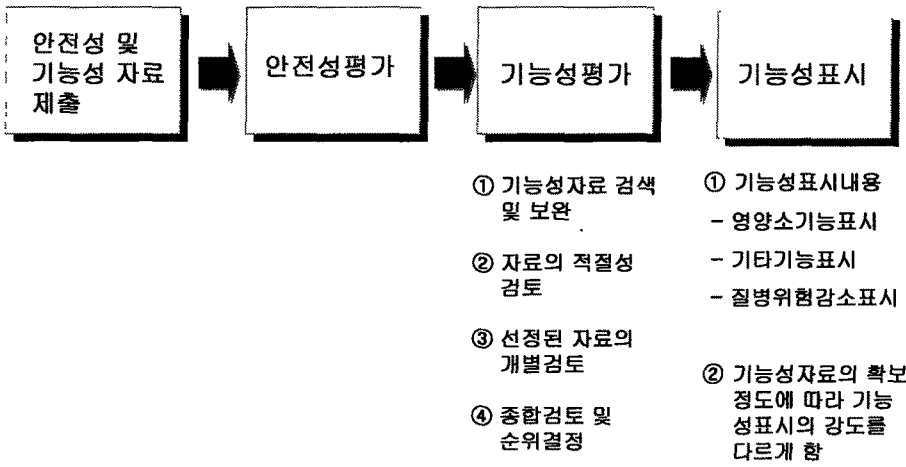 안전성 및
기능성 자료
제출
안전성평가
기능성평가
기능성표시
① 기능성자료 검색
및 보완
② 자료의 적절성
검토
③ 선정된 자료의
개별검토
④ 종합검토 및
순위결정
① 기능성표시내용
- 영양소기능표시
- 기타기능표시
- 질병위험감소표시
② 기능성자료의 확보
정도에 따라 기능
성표시의 강도를
다르게 함